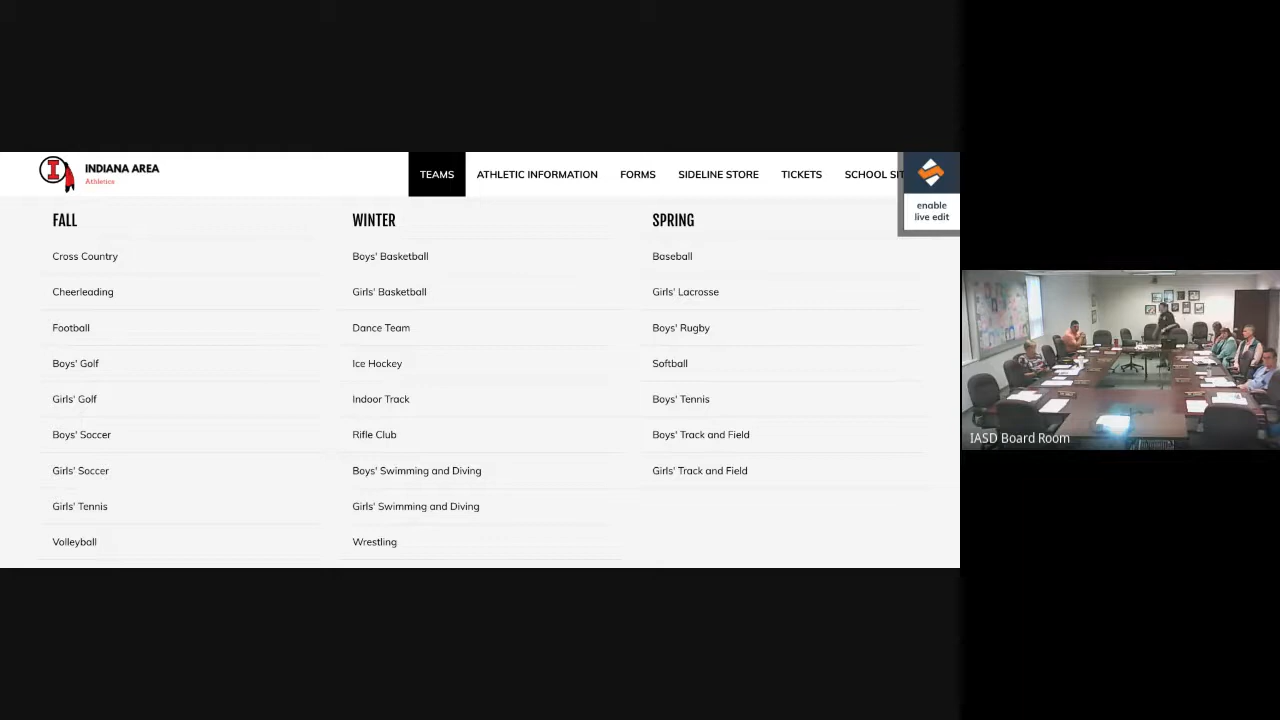 I
INDIANA AREA
Athletics
TEAMS
ATHLETIC INFORMATION
FORMS
SIDELINE STORE
TICKETS
SCHOOL SIT
enable
live edit
FALL
Cross Country
Cheerleading
Football
Boys' Golf
Girls' Golf
Boys' Soccer
Girls' Soccer
Girls' Tennis
Volleyball
WINTER
Boys' Basketball
Girls' Basketball
Dance Team
Ice Hockey
Indoor Track
Rifle Club
Boys' Swimming and Diving
Girls' Swimming and Diving
Wrestling
SPRING
Baseball
Girls' Lacrosse
Boys' Rugby
Softball
Boys' Tennis
Boys' Track and Field
Girls' Track and Field
IASD Board Room